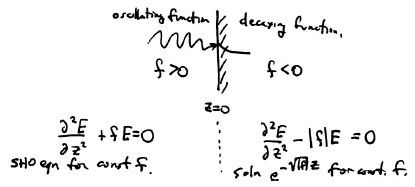 oscillating function decaying function.
f>0 f<0
z=0
∂²E/∂z² + f E=0 ∂²E/∂z² - |f|E = 0
SHO eqn for const f. soln e^-√|f| z for const. f.